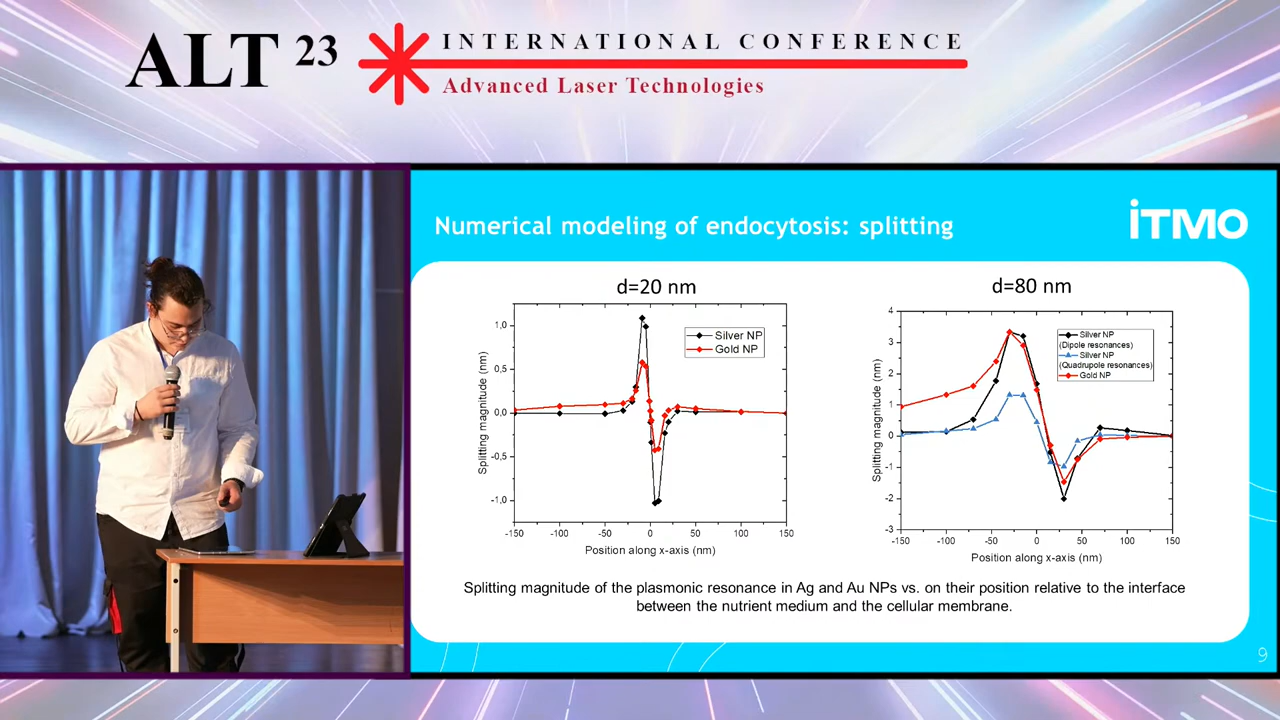 ALT 23
INTERNATIONAL CONFERENCE
Advanced Laser Technologies
Numerical modeling of endocytosis: splitting
iTMO
d=20 nm
Splitting magnitude (nm)
1,0
0,5
0,0
-0,5
-1,0
Silver NP
Gold NP
-150 -100 -50 0 50 100 150
Position along x-axis (nm)
d=80 nm
Splitting magnitude (nm)
4
3
2
1
0
-1
-2
-3
Silver NP
(Dipole resonances)
Silver NP
(Quadrupole resonances)
Gold NP
-150 -100 -50 0 50 100 150
Position along x-axis (nm)
Splitting magnitude of the plasmonic resonance in Ag and Au NPs vs. on their position relative to the interface
between the nutrient medium and the cellular membrane.
9